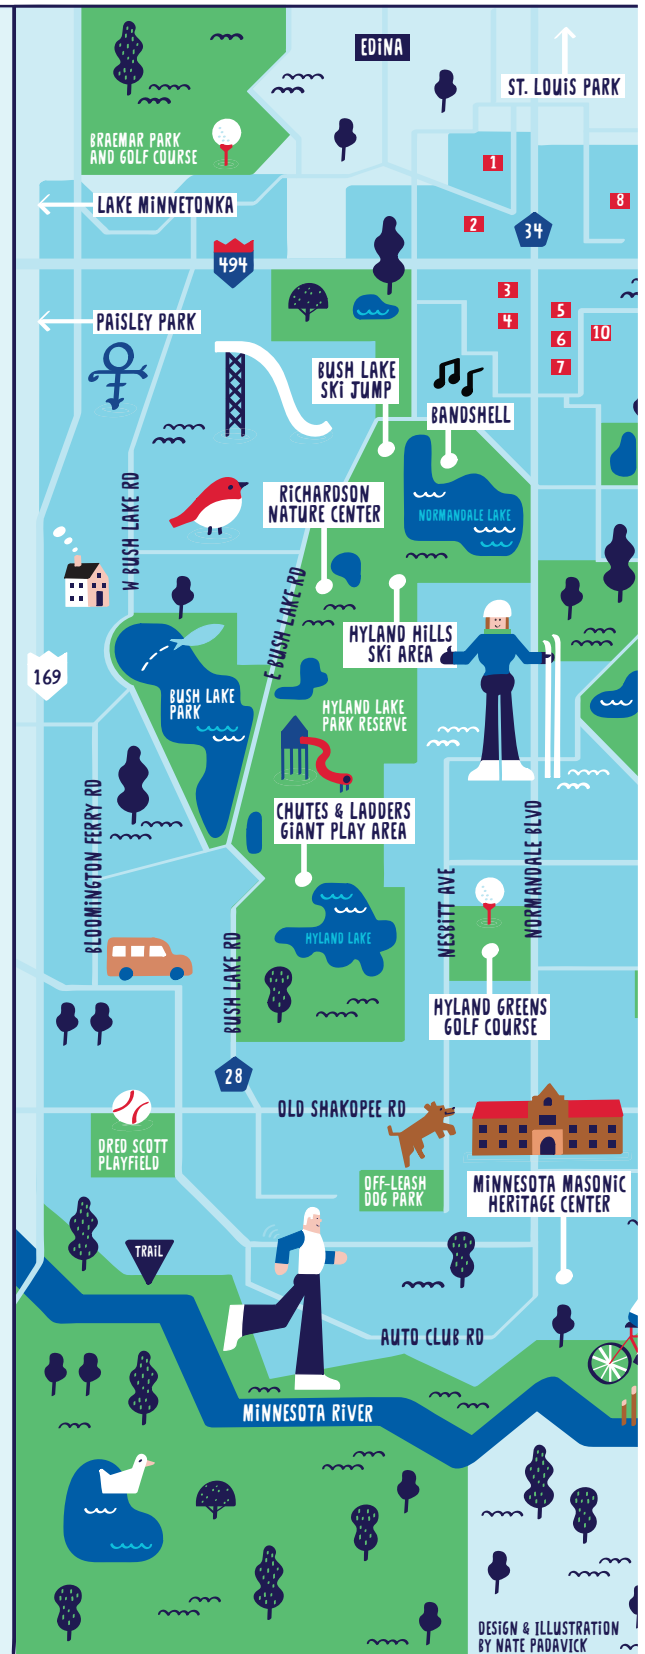 EDINA
ST. LOUIS PARK
BRAEMAR PARK
AND GOLF COURSE
1
LAKE MINNETONKA
8
2
34
494
3
PAISLEY PARK
4
5
10
6
7
BUSH LAKE
SKI JUMP
BANDSHELL
RICHARDSON
NATURE CENTER
NORMANDALE LAKE
W BUSH LAKE RD
E BUSH LAKE RD
HYLAND HILLS
SKI AREA
169
BUSH LAKE
PARK
HYLAND LAKE
PARK RESERVE
CHUTES & LADDERS
GIANT PLAY AREA
BLOOMINGTON FERRY RD
NORMANDALE BLVD
NESBITT AVE
HYLAND LAKE
BUSH LAKE RD
HYLAND GREENS
GOLF COURSE
28
OLD SHAKOPEE RD
DRED SCOTT
PLAYFIELD
OFF-LEASH
DOG PARK
MINNESOTA MASONIC
HERITAGE CENTER
TRAIL
AUTO CLUB RD
MINNESOTA RIVER
DESIGN & ILLUSTRATION
BY NATE PADAVICK